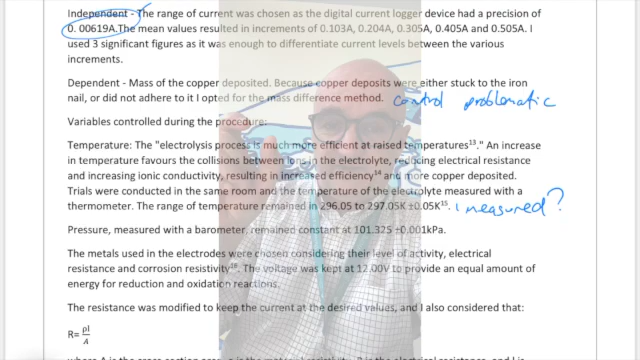 Independent - The range of current was chosen as the digital current logger device had a precision of
0. 00619A.The mean values resulted in increments of 0.103A, 0.204A, 0.305A, 0.405A and 0.505A. I
used 3 significant figures as it was enough to differentiate current levels between the various
increments.
Dependent - Mass of the copper deposited. Because copper deposits were either stuck to the iron
nail, or did not adhere to it I opted for the mass difference method. control problematic
Variables controlled during the procedure:
Temperature: The "electrolysis process is much more efficient at raised temperatures¹³." An increase
in temperature favours the collisions between ions in the electrolyte, reducing electrical resistance
and increasing ionic conductivity, resulting in increased efficiency¹⁴ and more copper deposited.
Trials were conducted in the same room and the temperature of the electrolyte measured with a
thermometer. The range of temperature remained in 296.05 to 297.05K ±0.05K¹⁵. measured?
Pressure, measured with a barometer, remained constant at 101.325 ±0.001kPa.
The metals used in the electrodes were chosen considering their level of activity, electrical
resistance and corrosion resistivity¹⁶. The voltage was kept at 12.00V to provide an equal amount of
energy for reduction and oxidation reactions.
The resistance was modified to keep the current at the desired values, and I also considered that:
R= ρl/A